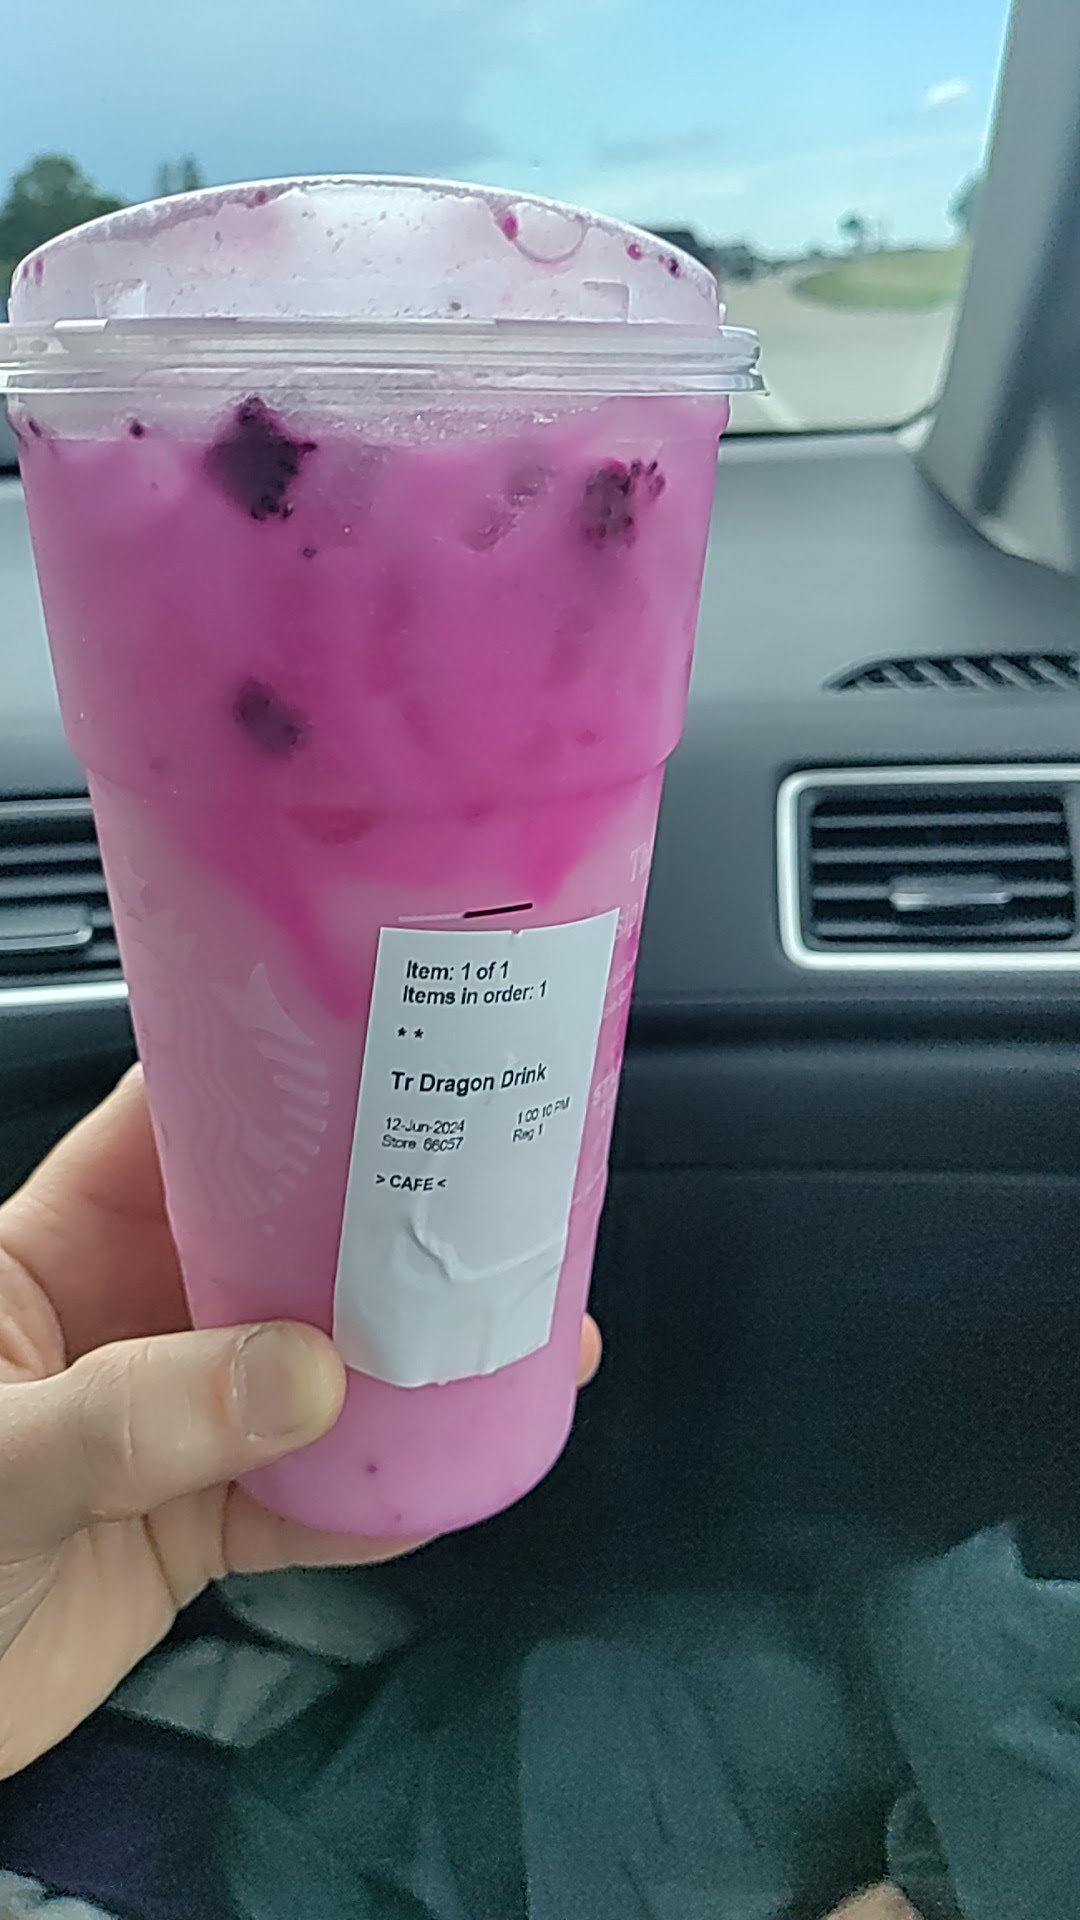 Item: 1 of 1
Items in order: 1
* *
Tr Dragon Drink
12-Jun-2024 1:00:10 PM
Store 66057 Reg 1
> CAFE <